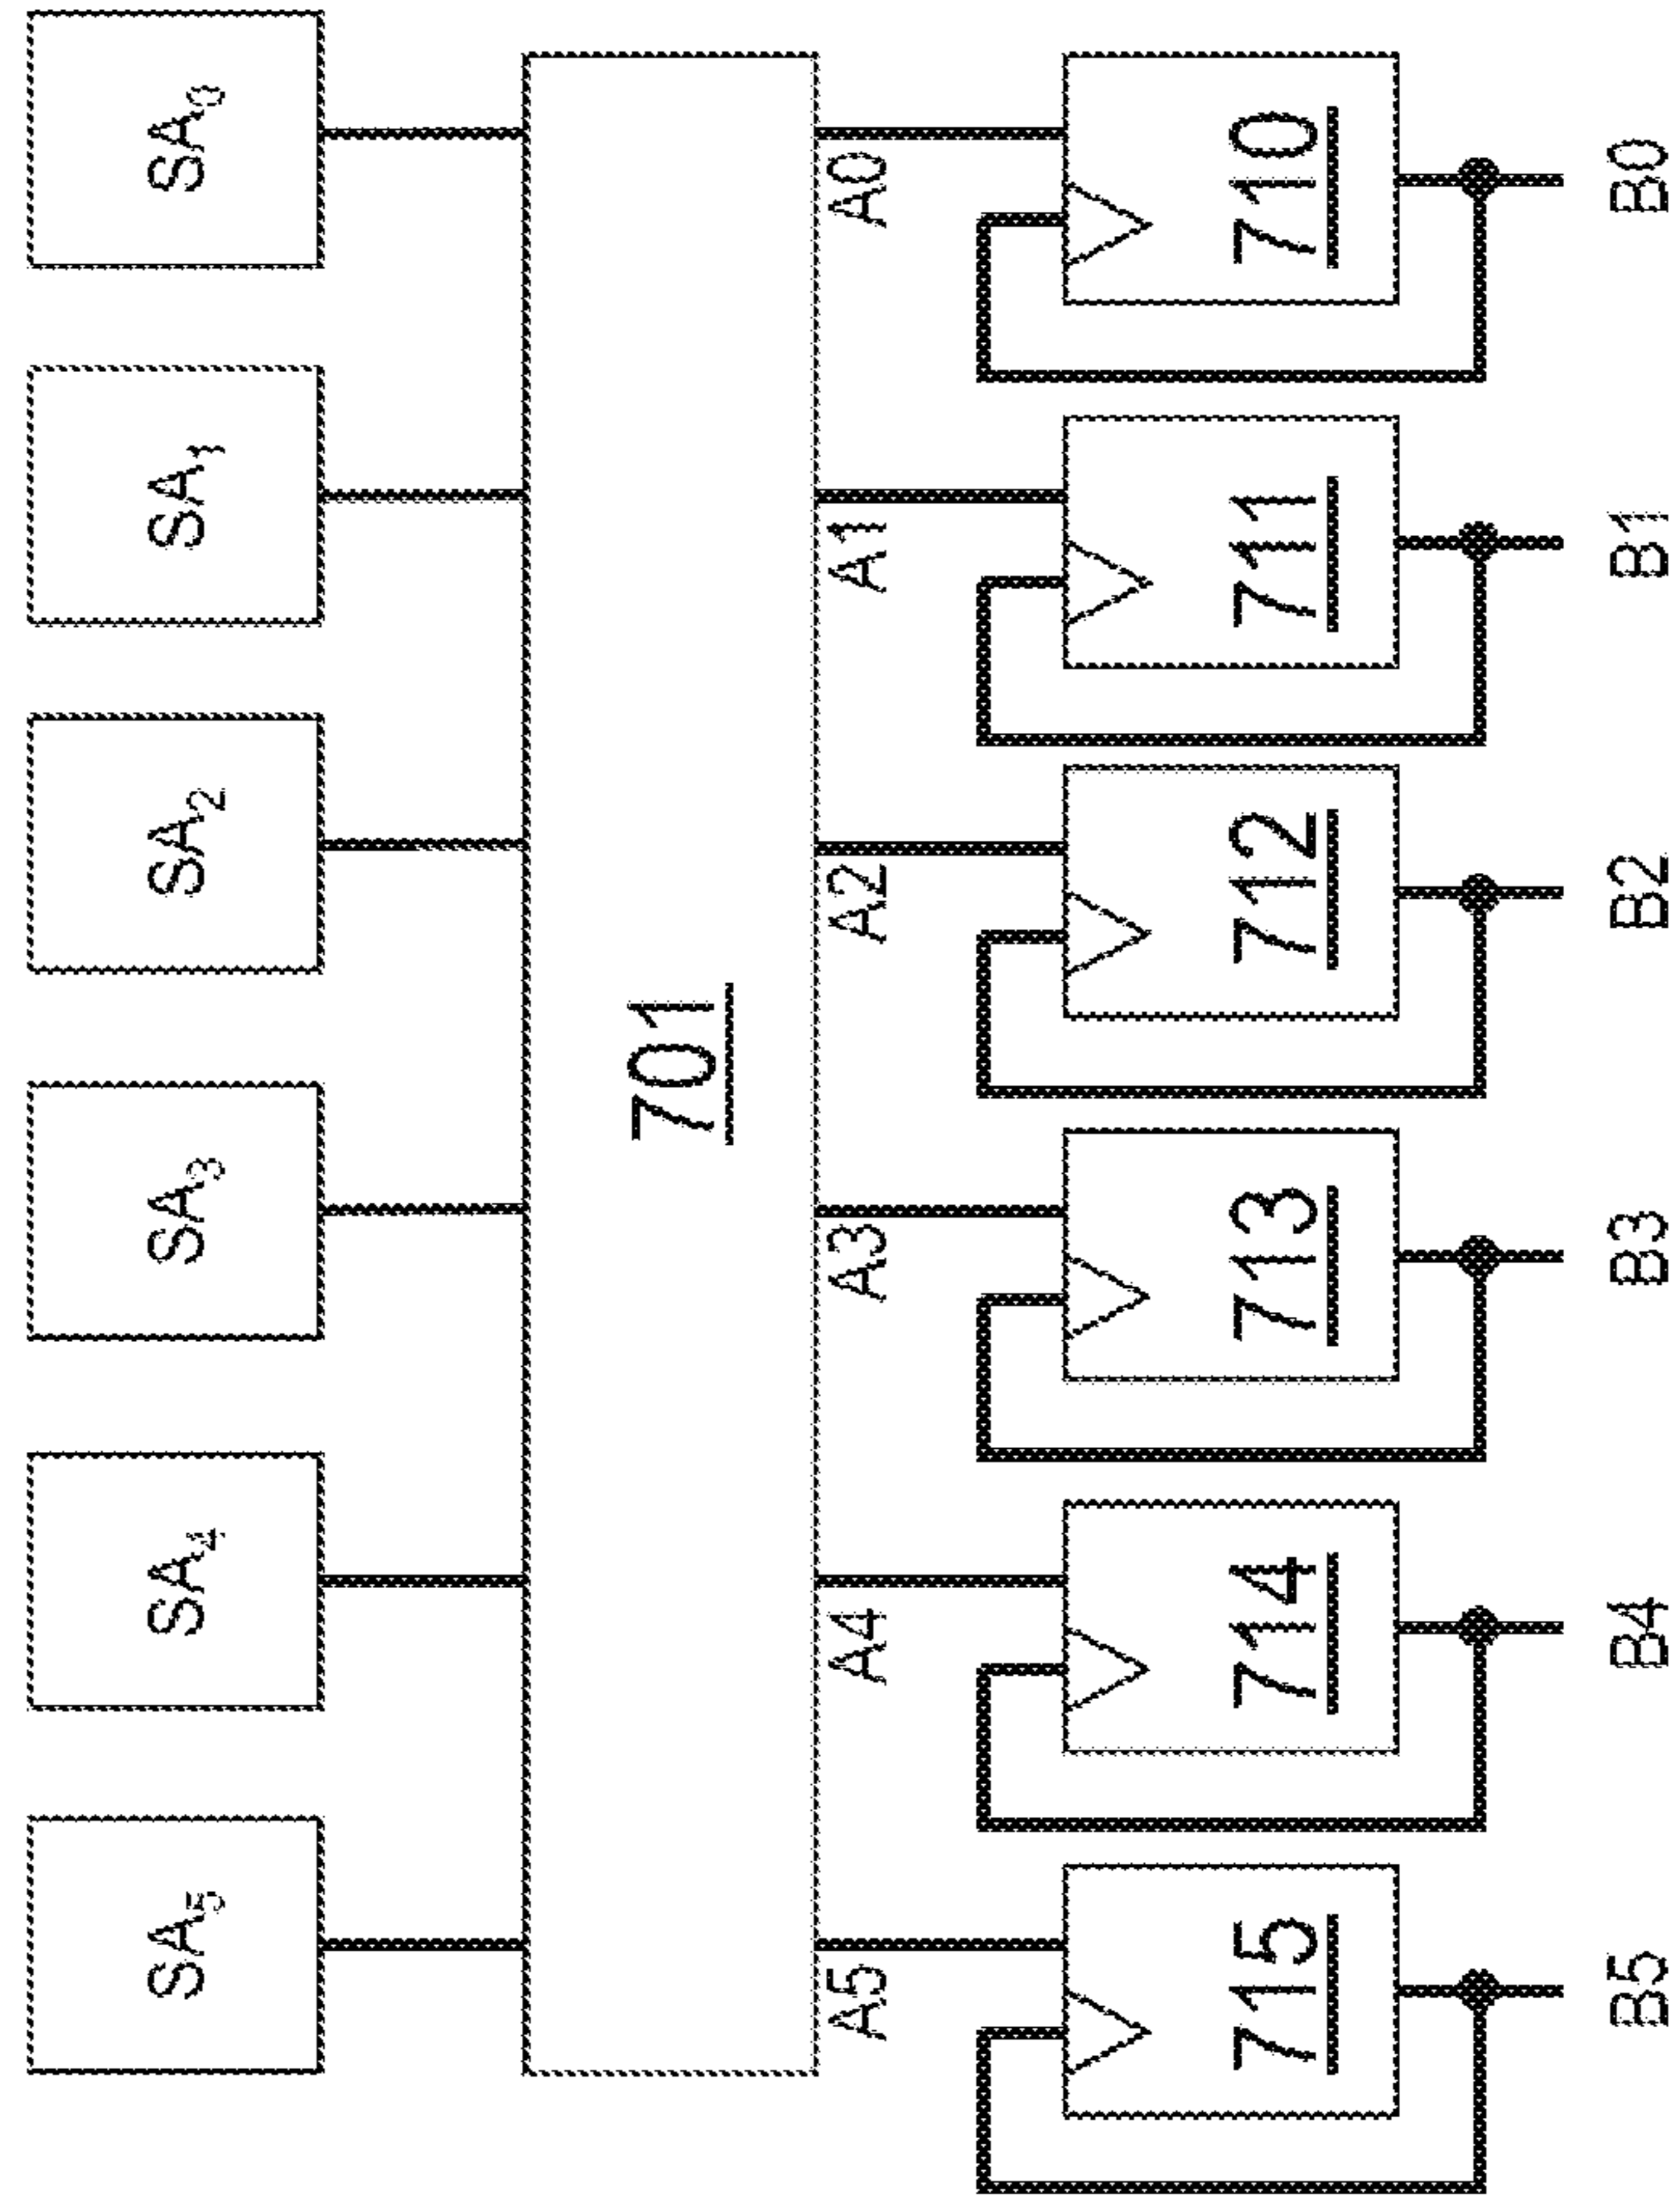 SA₅ SA₄ SA₃ SA₂ SA₁ SA₀
701
A5 A4 A3 A2 A1 A0
715 714 713 712 711 710
B5 B4 B3 B2 B1 B0